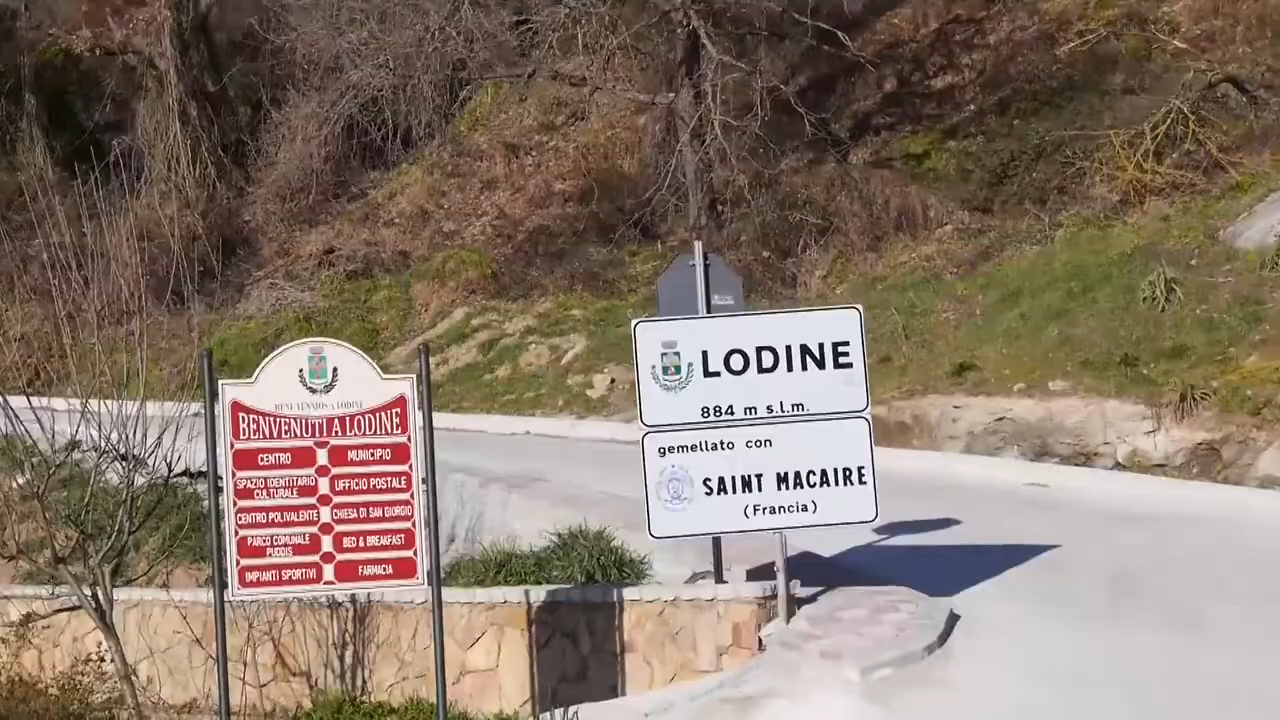 BENVENUTI A LODINE
CENTRO
MUNICIPIO
SPAZIO IDENTITARIO
CULTURALE
UFFICIO POSTALE
CENTRO POLIVALENTE
CHIESA DI SAN GIORGIO
PARCO COMUNALE
PUDDIS
BED & BREAKFAST
IMPIANTI SPORTIVI
FARMACIA
LODINE
884 m s.l.m.
gemellato con
SAINT MACAIRE
(Francia)